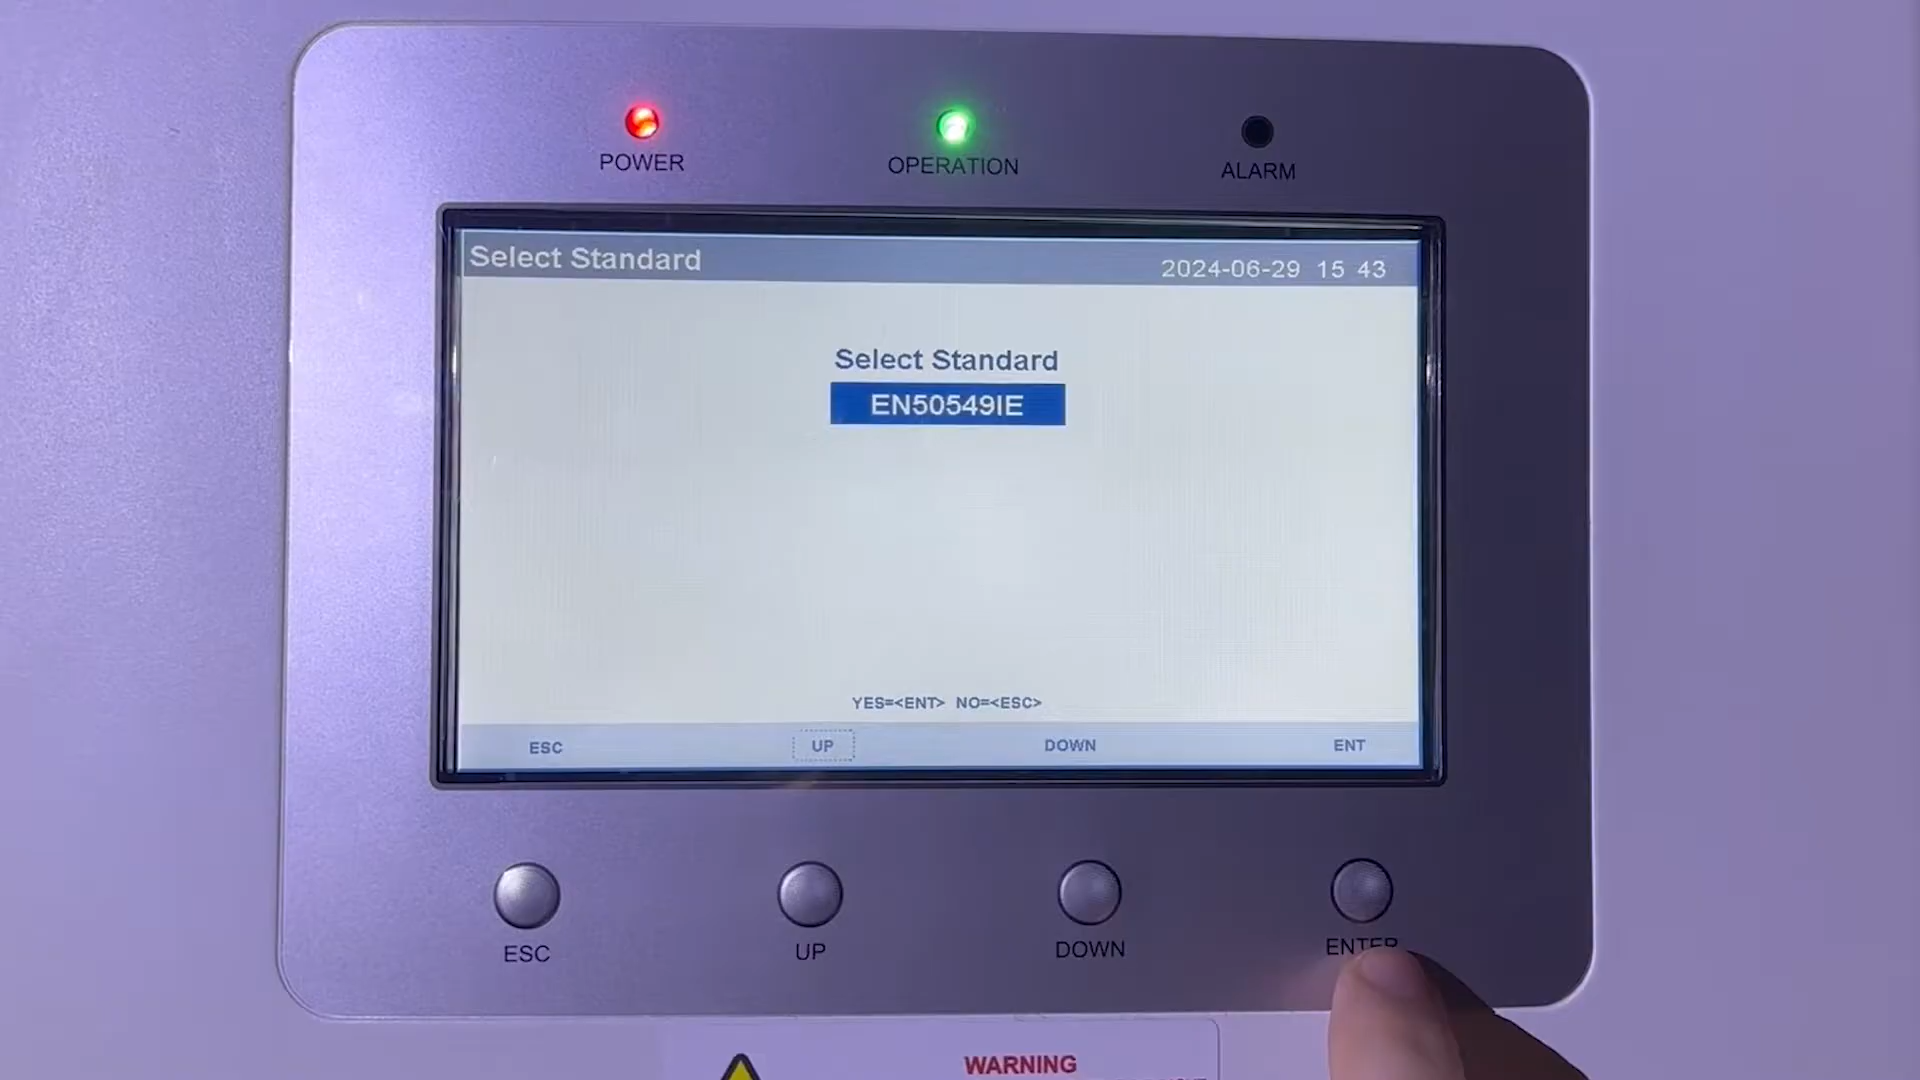 POWER
OPERATION
ALARM
Select Standard
2024-06-29 15 43
Select Standard
EN50549IE
YES=<ENT> NO=<ESC>
ESC
UP
DOWN
ENT
ESC
UP
DOWN
ENTER
WARNING